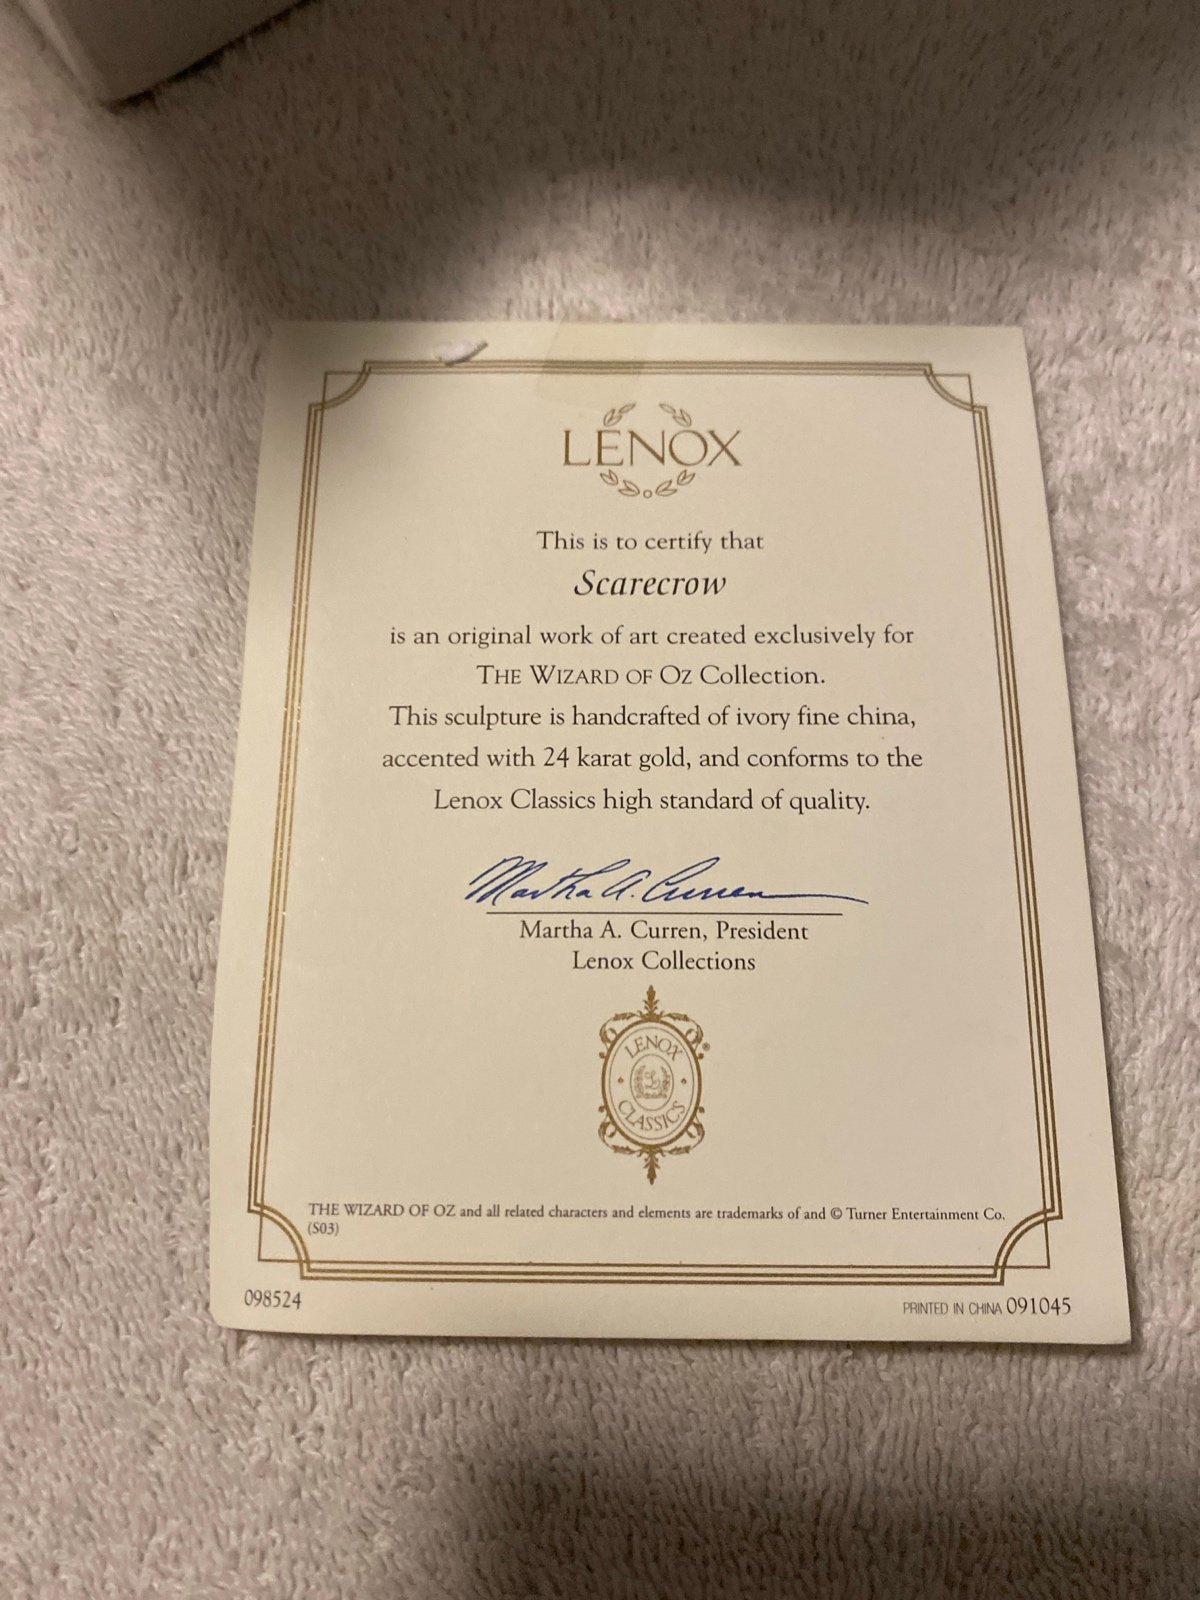 LENOX
This is to certify that
Scarecrow
is an original work of art created exclusively for
THE WIZARD OF OZ Collection.
This sculpture is handcrafted of ivory fine china,
accented with 24 karat gold, and conforms to the
Lenox Classics high standard of quality.
Martha A. Curren
Martha A. Curren, President
Lenox Collections
LENOX ®
L
CLASSICS
THE WIZARD OF OZ and all related characters and elements are trademarks of and © Turner Entertainment Co.
(S03)
098524
PRINTED IN CHINA 091045